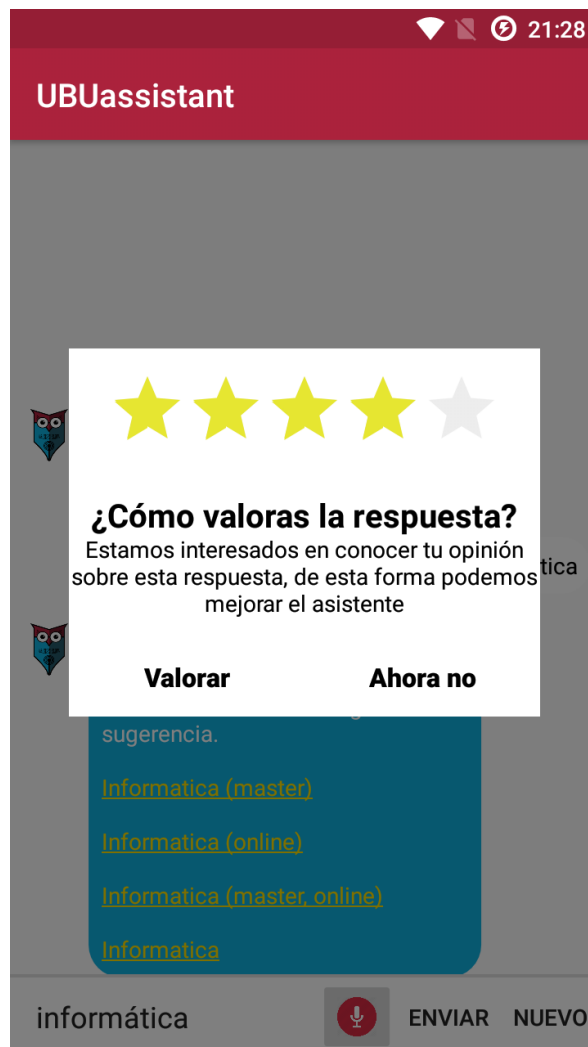 21:28
UBUassistant
¿Cómo valoras la respuesta?
Estamos interesados en conocer tu opinión
sobre esta respuesta, de esta forma podemos
mejorar el asistente
tica
Valorar Ahora no
sugerencia.
Informatica (master)
Informatica (online)
Informatica (master, online)
Informatica
informática ENVIAR NUEVO